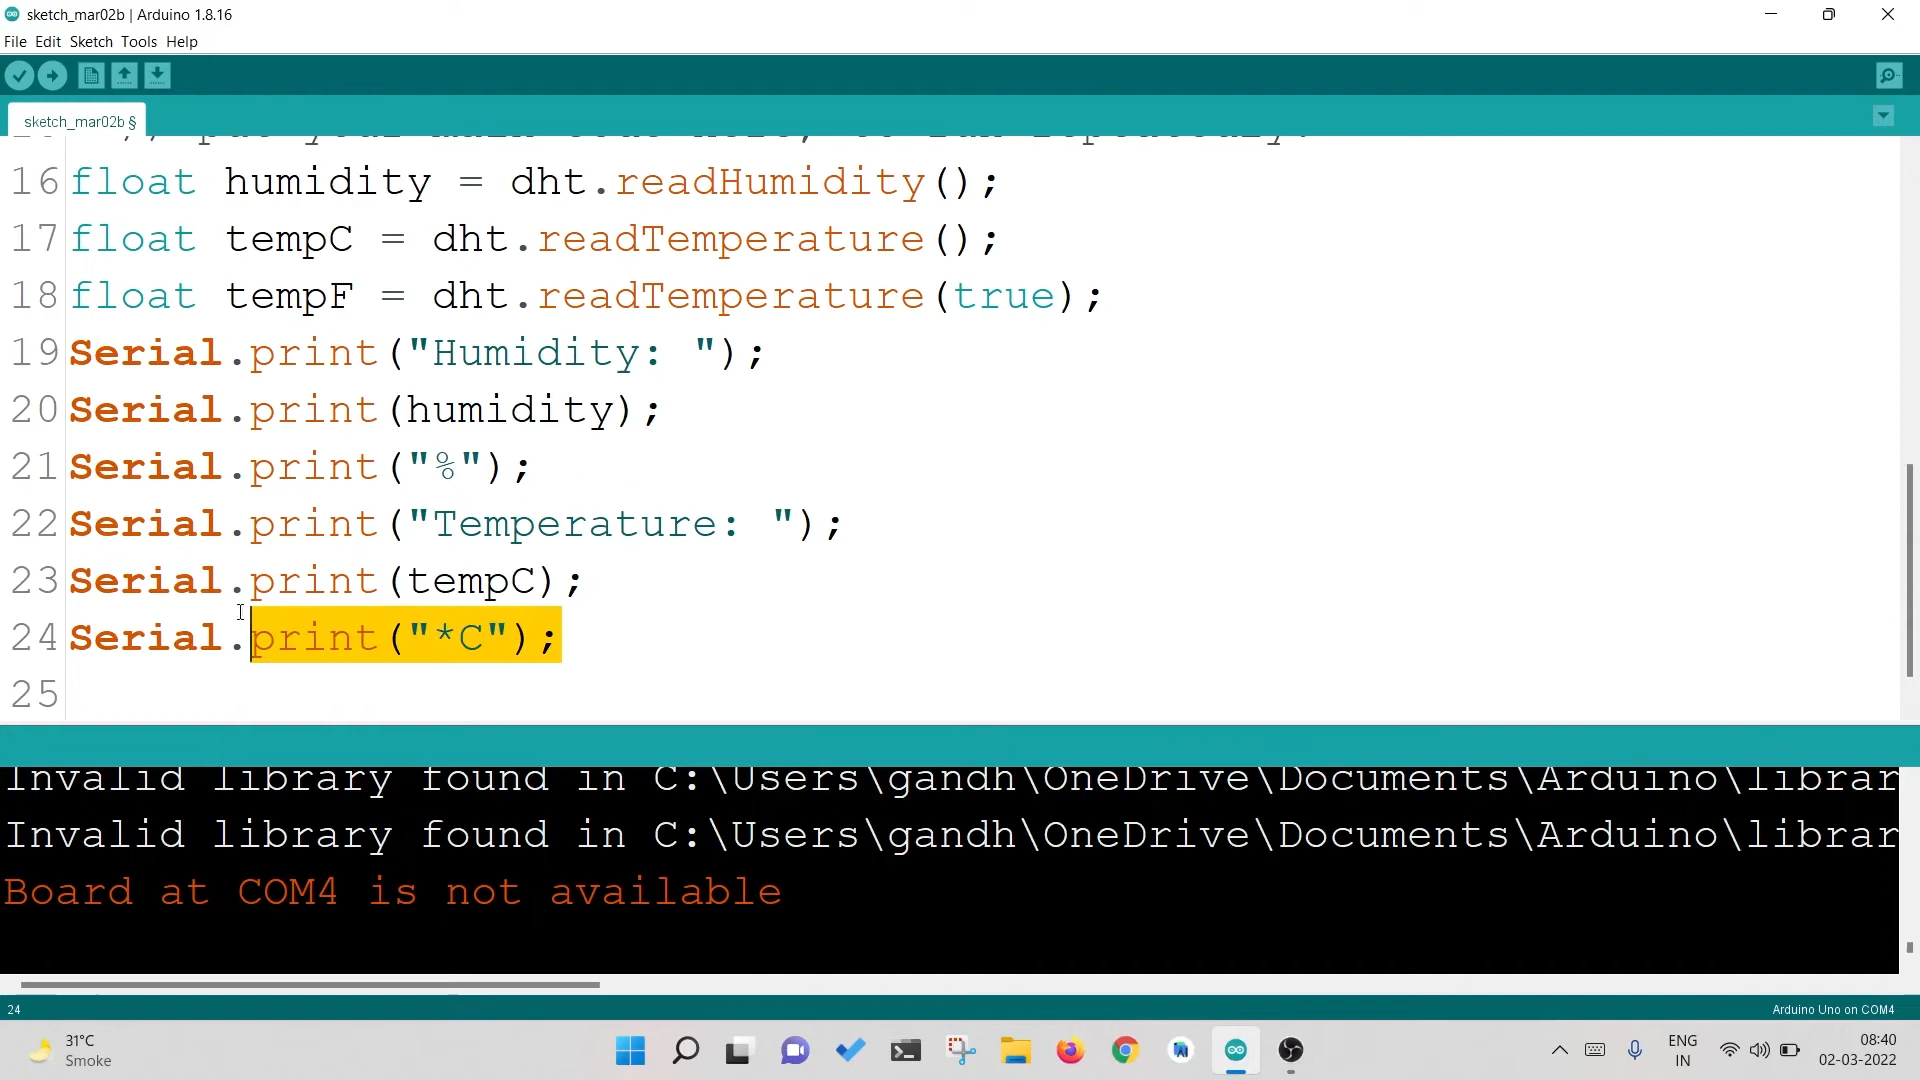 sketch_mar02b | Arduino 1.8.16
File Edit Sketch Tools Help
sketch_mar02b §
16 float humidity = dht.readHumidity();
17 float tempC = dht.readTemperature();
18 float tempF = dht.readTemperature(true);
19 Serial.print("Humidity: ");
20 Serial.print(humidity);
21 Serial.print("%");
22 Serial.print("Temperature: ");
23 Serial.print(tempC);
24 Serial.print("*C");
25
Invalid library found in C:\Users\gandh\OneDrive\Documents\Arduino\librar
Invalid library found in C:\Users\gandh\OneDrive\Documents\Arduino\librar
Board at COM4 is not available
24
Arduino Uno on COM4
31°C
Smoke
ENG
IN
08:40
02-03-2022